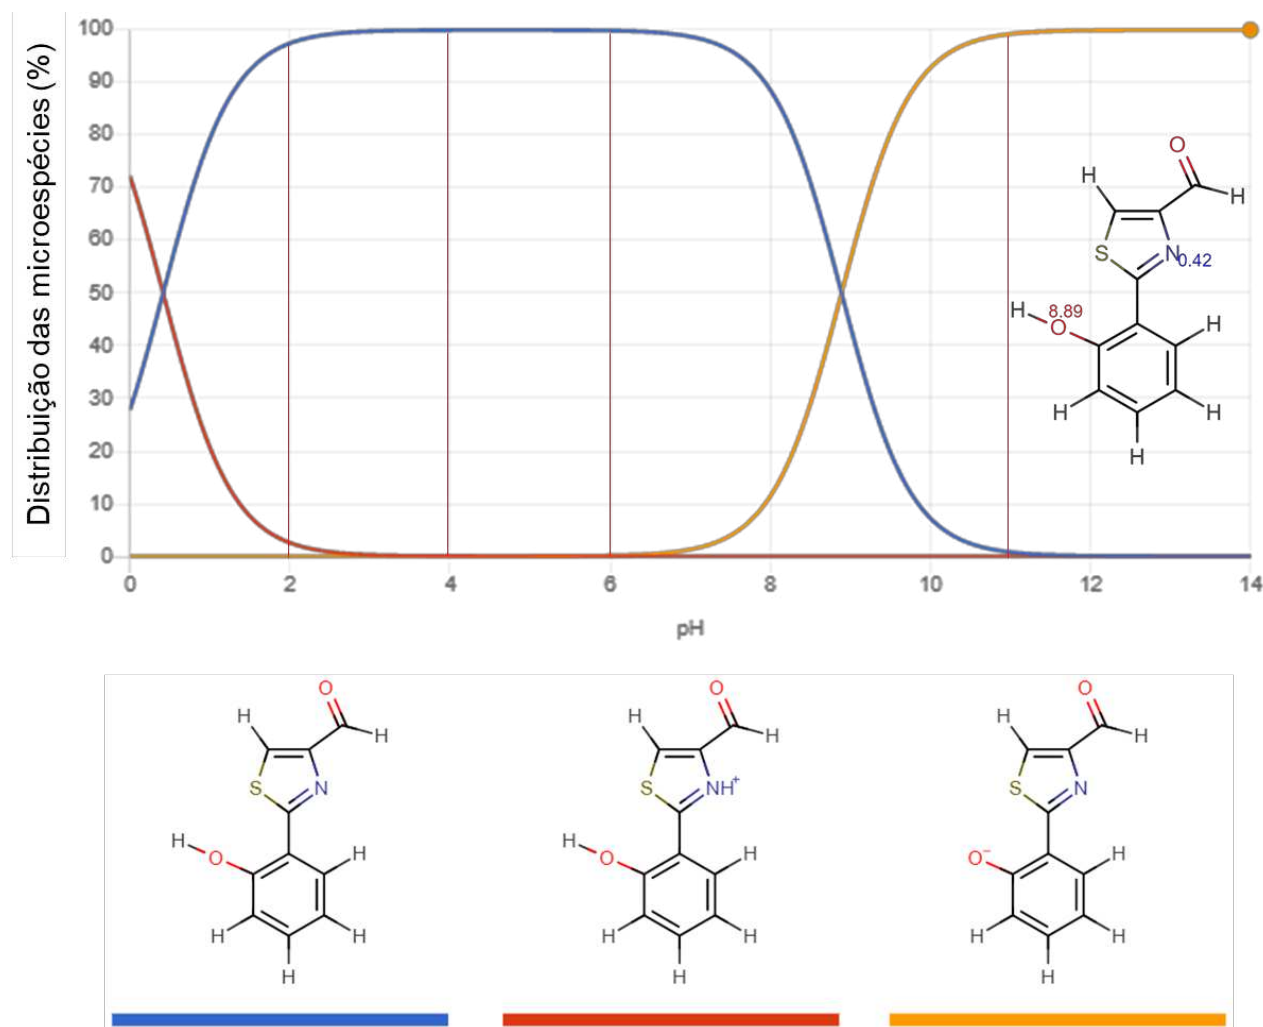 Distribuição das microespécies (%)
100
90
80
70
60
50
40
30
20
10
0
0 2 4 6 8 10 12 14
pH
O
H H
S N 0.42
H 8.89
O H
H H
H
O
H H
S N
H
O H
H H
H
O
H H
S NH+
H
O H
H H
H
O
H H
S N
O− H
H H
H